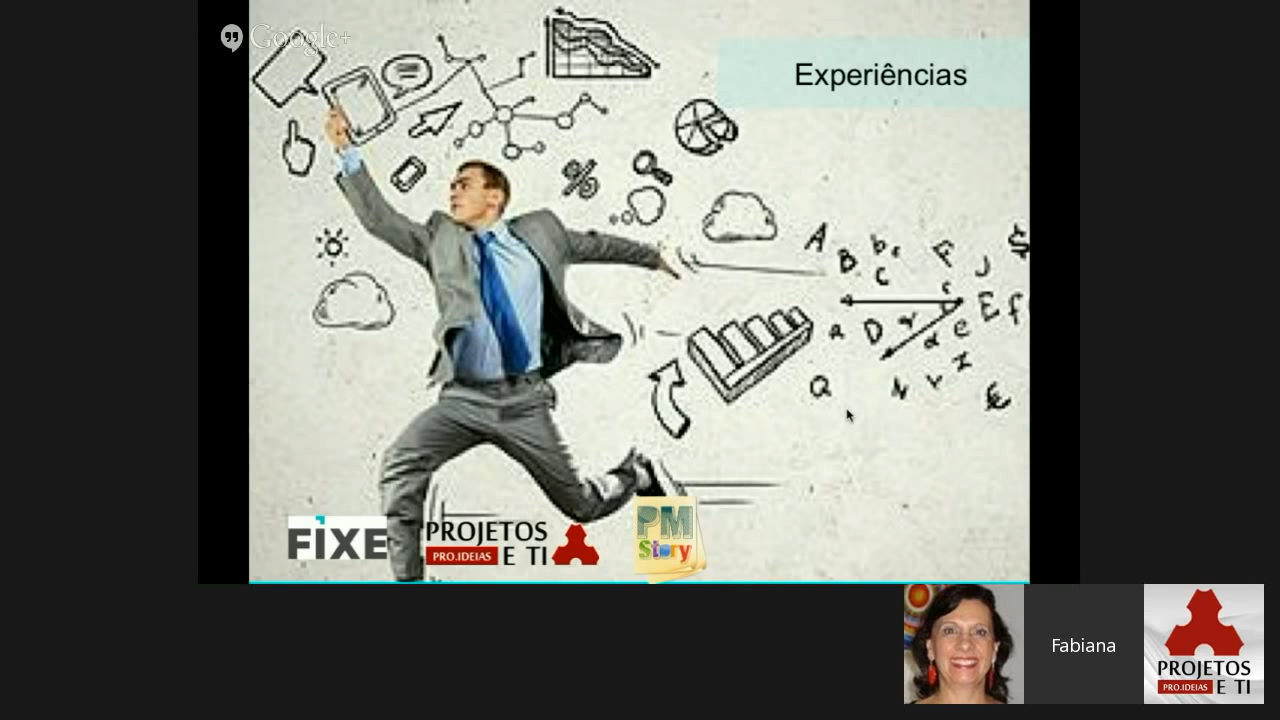 Google+
Experiências
A
B
b
c
F
J
$
E
f
a
D
e
Q
%
FIXE
PROJETOS
PRO.IDEIAS E TI
PM
Story
Fabiana
PROJETOS
PRO.IDEIAS E TI